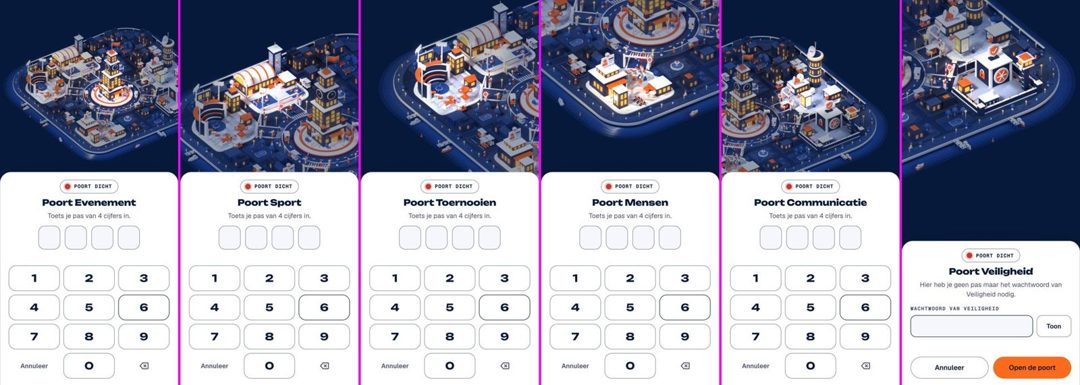 POORT DICHT
Poort Evenement
Toets je pas van 4 cijfers in.
1 2 3
4 5 6
7 8 9
Annuleer 0
POORT DICHT
Poort Sport
Toets je pas van 4 cijfers in.
1 2 3
4 5 6
7 8 9
Annuleer 0
POORT DICHT
Poort Toernooien
Toets je pas van 4 cijfers in.
1 2 3
4 5 6
7 8 9
Annuleer 0
POORT DICHT
Poort Mensen
Toets je pas van 4 cijfers in.
1 2 3
4 5 6
7 8 9
Annuleer 0
POORT DICHT
Poort Communicatie
Toets je pas van 4 cijfers in.
1 2 3
4 5 6
7 8 9
Annuleer 0
POORT DICHT
Poort Veiligheid
Hier heb je geen pas maar het wachtwoord van
Veiligheid nodig.
WACHTWOORD VAN VEILIGHEID
Toon
Annuleer Open de poort